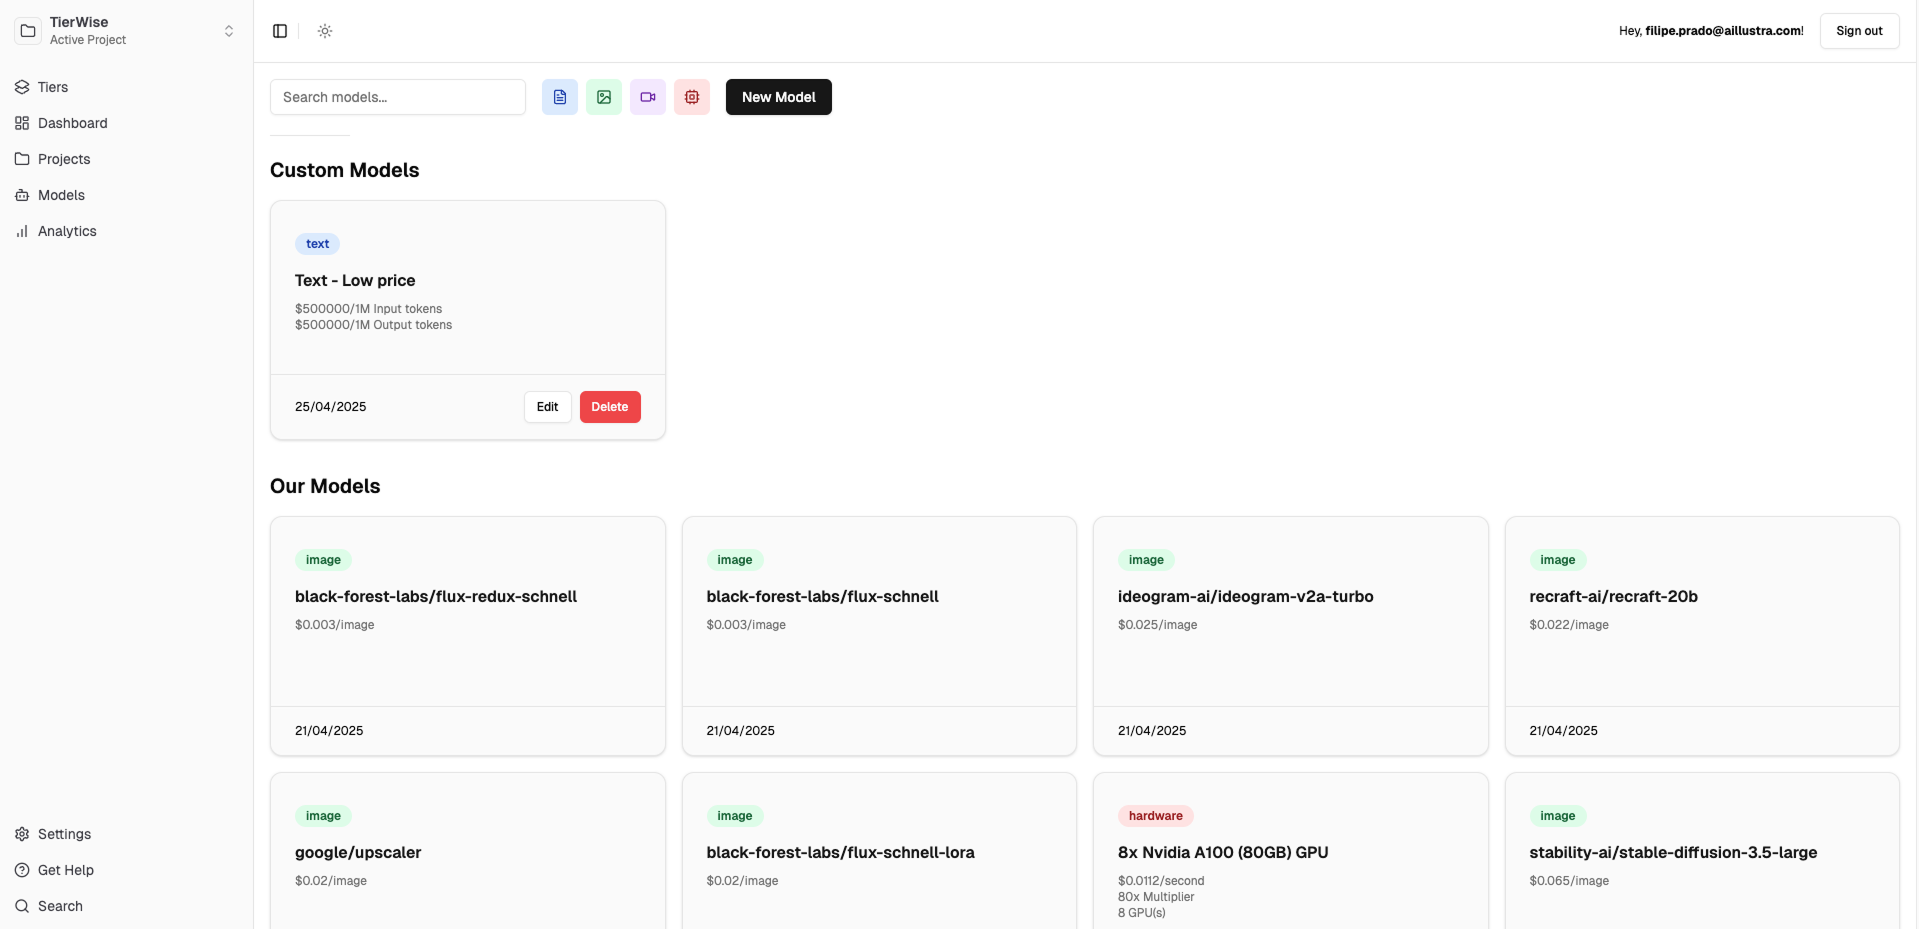 TierWise
Active Project
Tiers
Dashboard
Projects
Models
Analytics
Settings
Get Help
Search
Hey, filipe.prado@aillustra.com!
Sign out
Search models...
New Model
Custom Models
text
Text - Low price
$500000/1M Input tokens
$500000/1M Output tokens
25/04/2025
Edit
Delete
Our Models
image
black-forest-labs/flux-redux-schnell
$0.003/image
21/04/2025
image
black-forest-labs/flux-schnell
$0.003/image
21/04/2025
image
ideogram-ai/ideogram-v2a-turbo
$0.025/image
21/04/2025
image
recraft-ai/recraft-20b
$0.022/image
21/04/2025
image
google/upscaler
$0.02/image
image
black-forest-labs/flux-schnell-lora
$0.02/image
hardware
8x Nvidia A100 (80GB) GPU
$0.0112/second
80x Multiplier
8 GPU(s)
image
stability-ai/stable-diffusion-3.5-large
$0.065/image